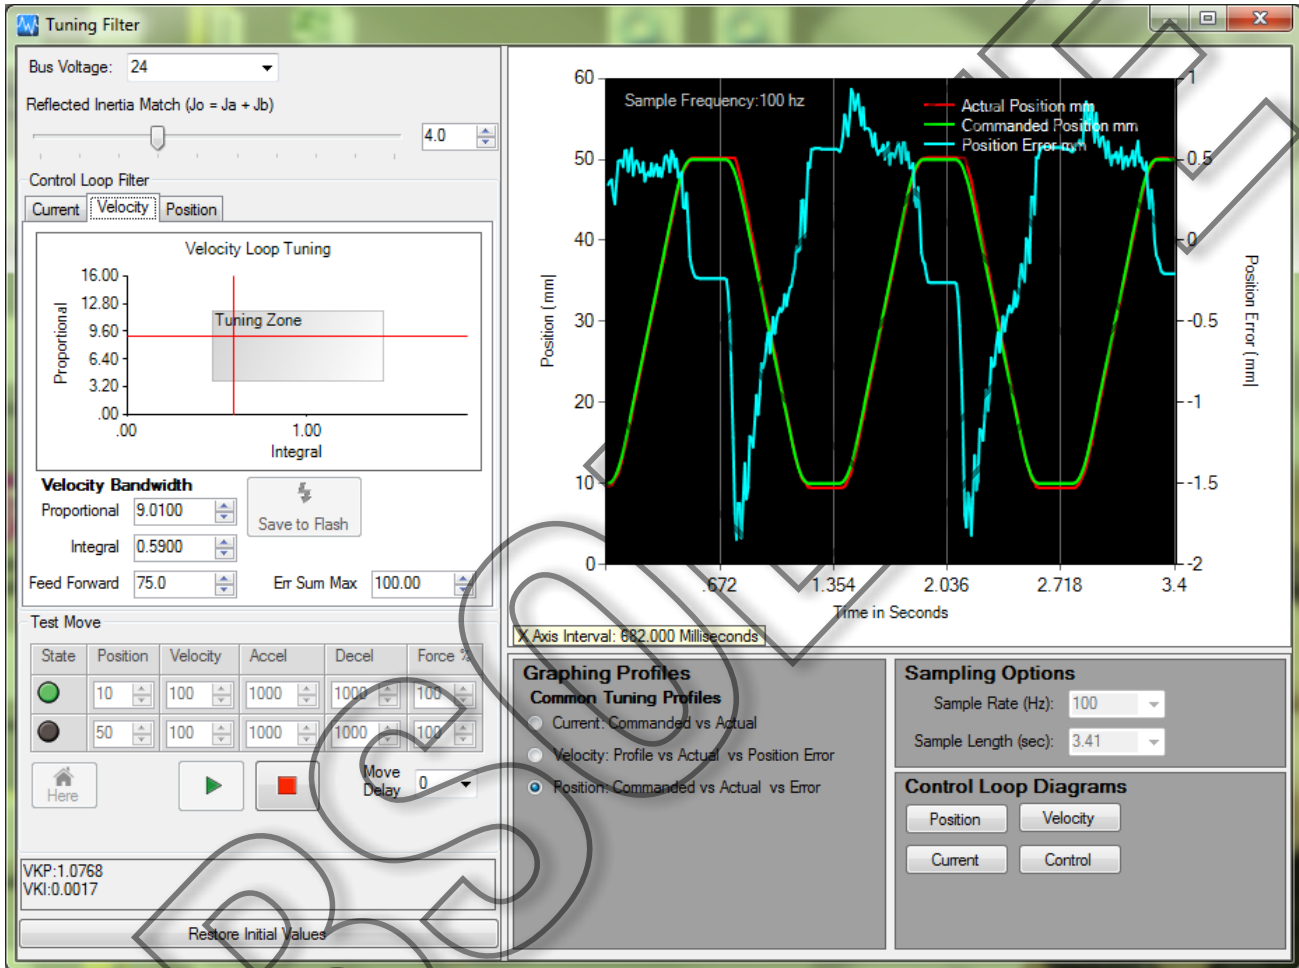 Tuning Filter
Bus Voltage: 24
Reflected Inertia Match (Jo = Ja + Jb)
4.0
Control Loop Filter
Current Velocity Position
Velocity Loop Tuning
16.00
12.80
9.60
6.40
3.20
.00
Proportional
Tuning Zone
.00 1.00
Integral
Velocity Bandwidth
Proportional 9.0100
Save to Flash
Integral 0.5900
Feed Forward 75.0 Err Sum Max 100.00
Test Move
State Position Velocity Accel Decel Force %
10 100 1000 1000 100
50 100 1000 1000 100
Here
Move Delay 0
VKP:1.0768
VKI:0.0017
Restore Initial Values
Sample Frequency:100 hz
Actual Position mm
Commanded Position mm
Position Error mm
60
50
40
30
20
10
0
Position (mm)
1
0.5
0
-0.5
-1
-1.5
-2
Position Error (mm)
.672 1.354 2.036 2.718 3.4
Time in Seconds
X Axis Interval: 682.000 Milliseconds
Graphing Profiles
Common Tuning Profiles
Current: Commanded vs Actual
Velocity: Profile vs Actual vs Position Error
Position: Commanded vs Actual vs Error
Sampling Options
Sample Rate (Hz): 100
Sample Length (sec): 3.41
Control Loop Diagrams
Position Velocity
Current Control